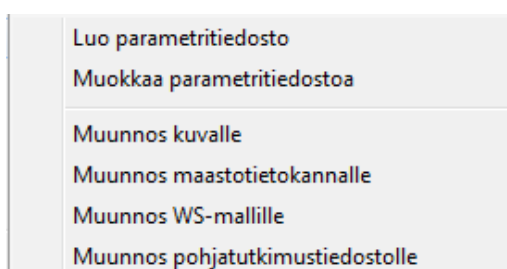 Luo parametritiedosto
Muokkaa parametritiedostoa
Muunnos kuvalle
Muunnos maastotietokannalle
Muunnos WS-mallille
Muunnos pohjatutkimustiedostolle